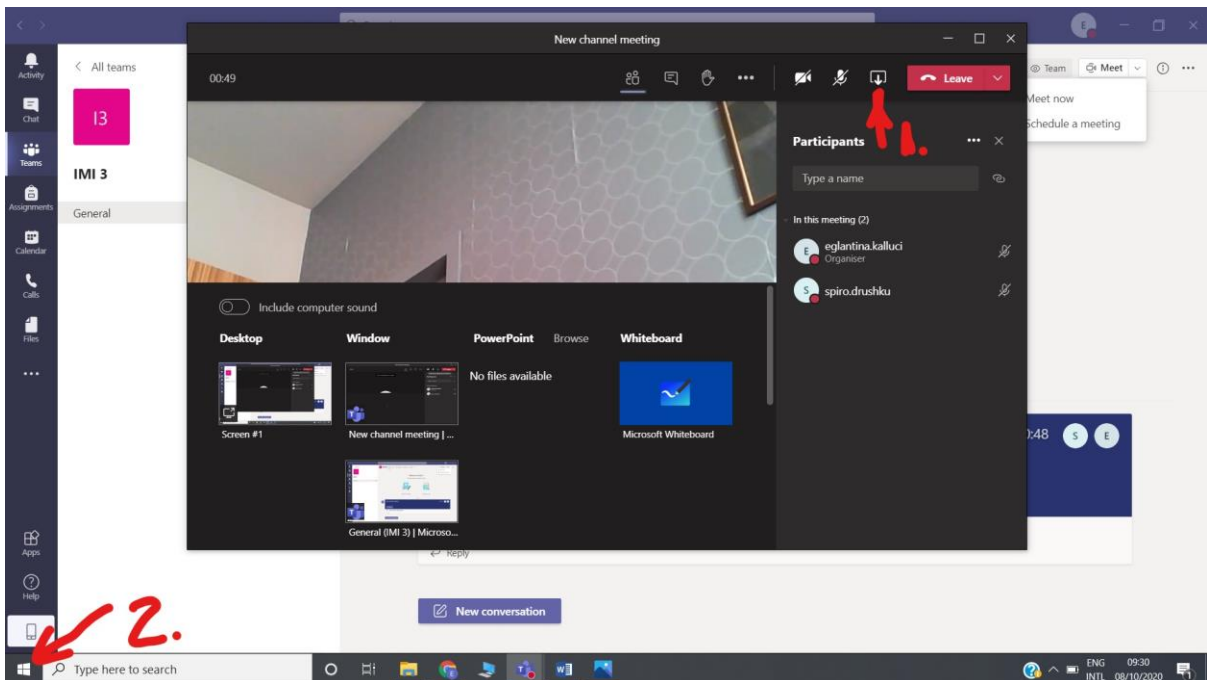 New channel meeting
E
Activity
Chat
Teams
Assignments
Calendar
Calls
Files
Apps
Help
All teams
I3
IMI 3
General
00:49
Leave
1.
Team
Meet
Meet now
Schedule a meeting
Participants
Type a name
In this meeting (2)
E
eglantina.kalluci
Organiser
S
spiro.drushku
Include computer sound
Desktop
Window
PowerPoint
Browse
Whiteboard
No files available
Screen #1
New channel meeting | ...
Microsoft Whiteboard
General (IMI 3) | Microso...
0:48
S
E
Reply
New conversation
2.
Type here to search
ENG
09:30
INTL
08/10/2020